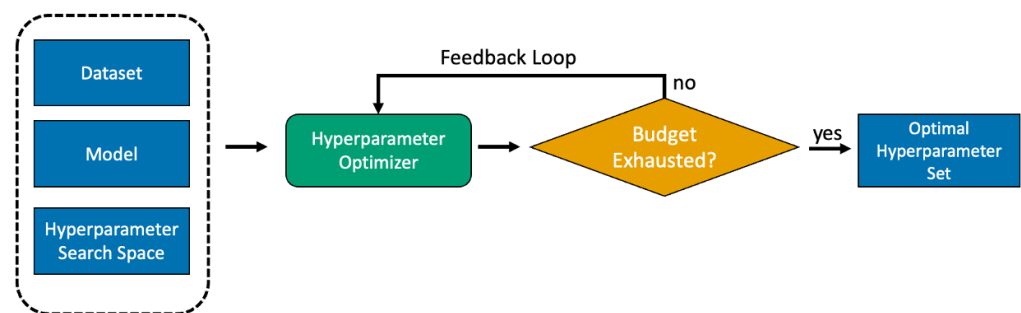 Dataset
Model
Hyperparameter
Search Space
Feedback Loop
Hyperparameter
Optimizer
no
Budget
Exhausted?
yes
Optimal
Hyperparameter
Set